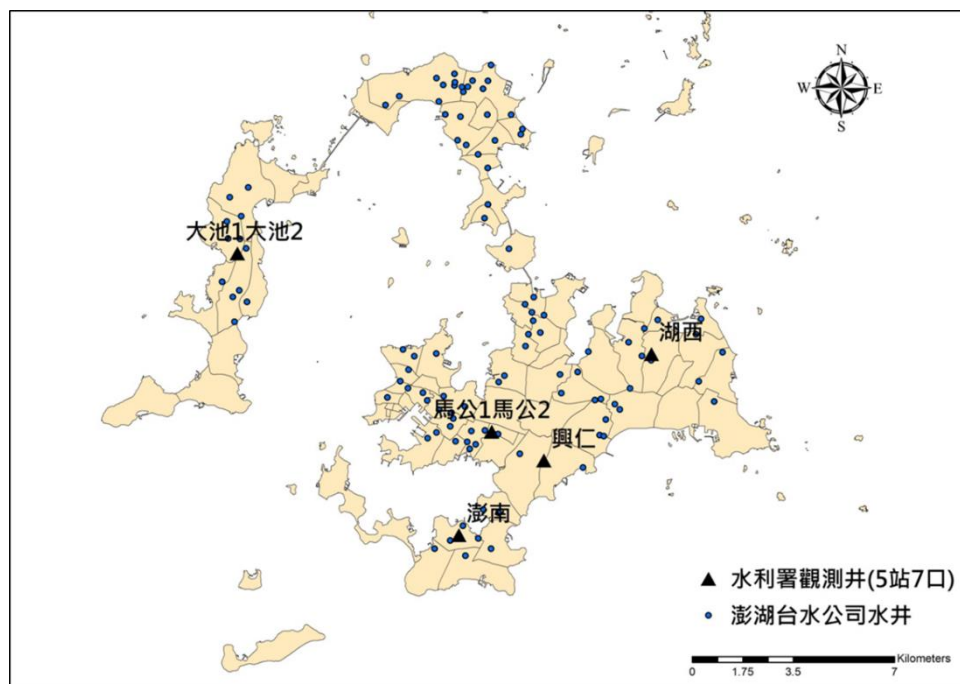 N
W
E
S
大池1大池2
湖西
馬公1馬公2
興仁
澎南
水利署觀測井(5站7口)
澎湖台水公司水井
Kilometers
0 1.75 3.5 7